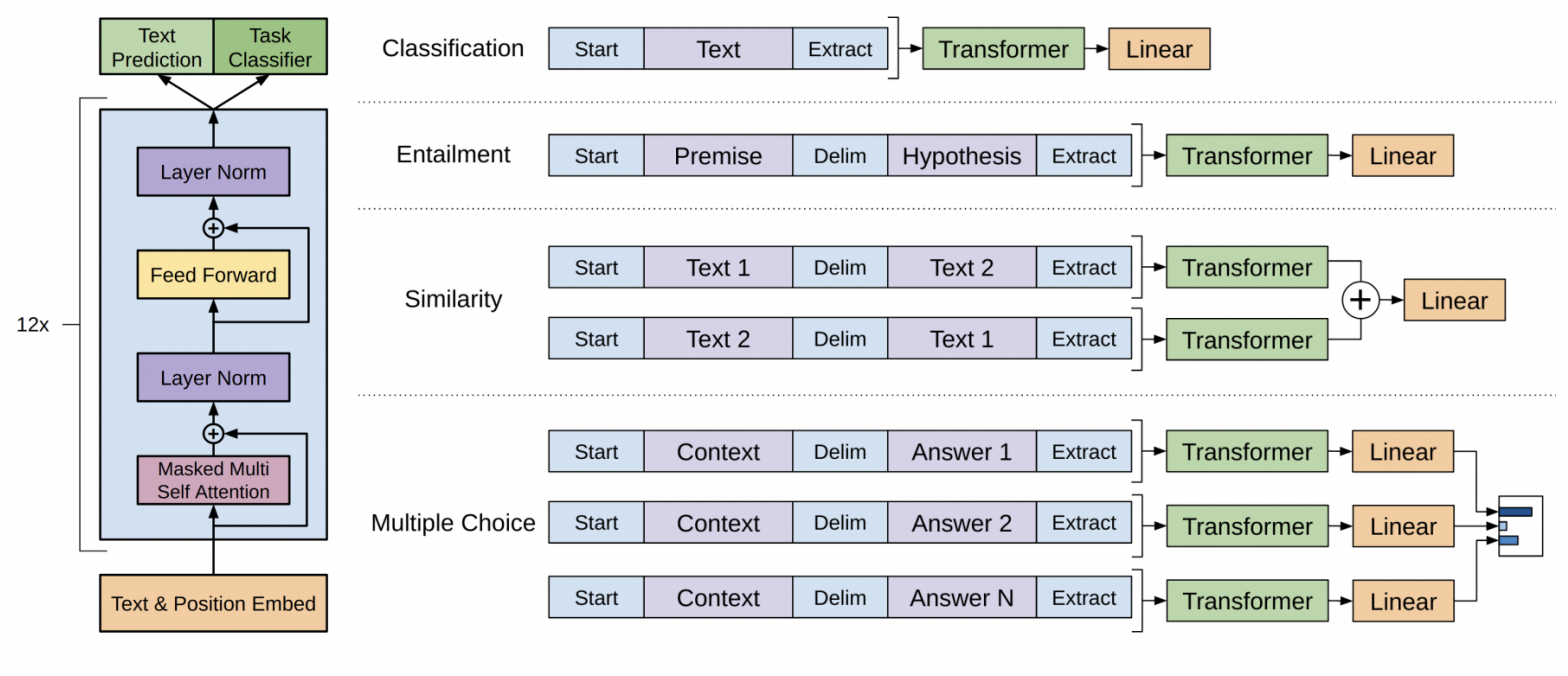 Text
Prediction
Task
Classifier
Layer Norm
Feed Forward
12x
Layer Norm
Masked Multi
Self Attention
Text & Position Embed
Classification
Start Text Extract Transformer Linear
Entailment
Start Premise Delim Hypothesis Extract Transformer Linear
Similarity
Start Text 1 Delim Text 2 Extract Transformer
Start Text 2 Delim Text 1 Extract Transformer
Linear
Multiple Choice
Start Context Delim Answer 1 Extract Transformer Linear
Start Context Delim Answer 2 Extract Transformer Linear
Start Context Delim Answer N Extract Transformer Linear